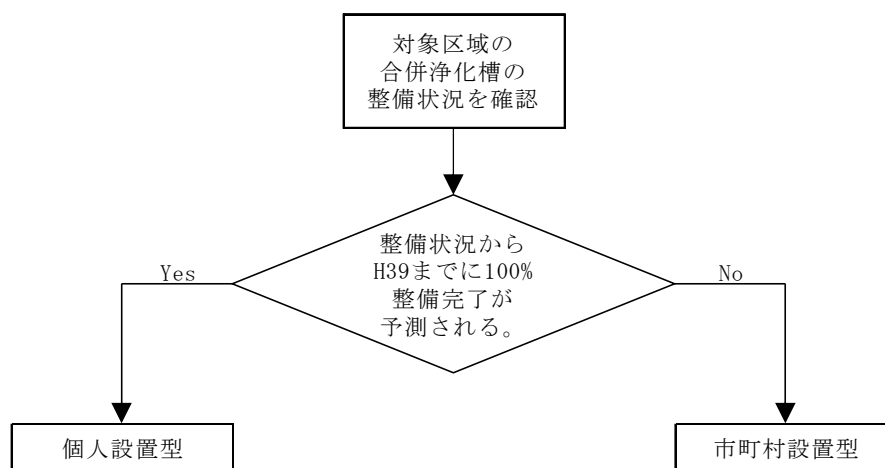 対象区域の
合併浄化槽の
整備状況を確認
整備状況から
H39までに100%
整備完了が
予測される。
Yes
No
個人設置型
市町村設置型